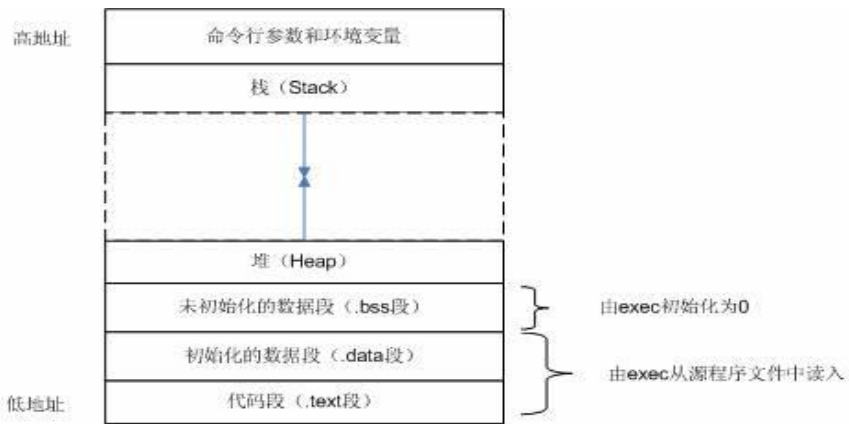 高地址
命令行参数和环境变量
栈（Stack）
堆（Heap）
未初始化的数据段（.bss段）
由exec初始化为0
初始化的数据段（.data段）
由exec从源程序文件中读入
低地址
代码段（.text段）